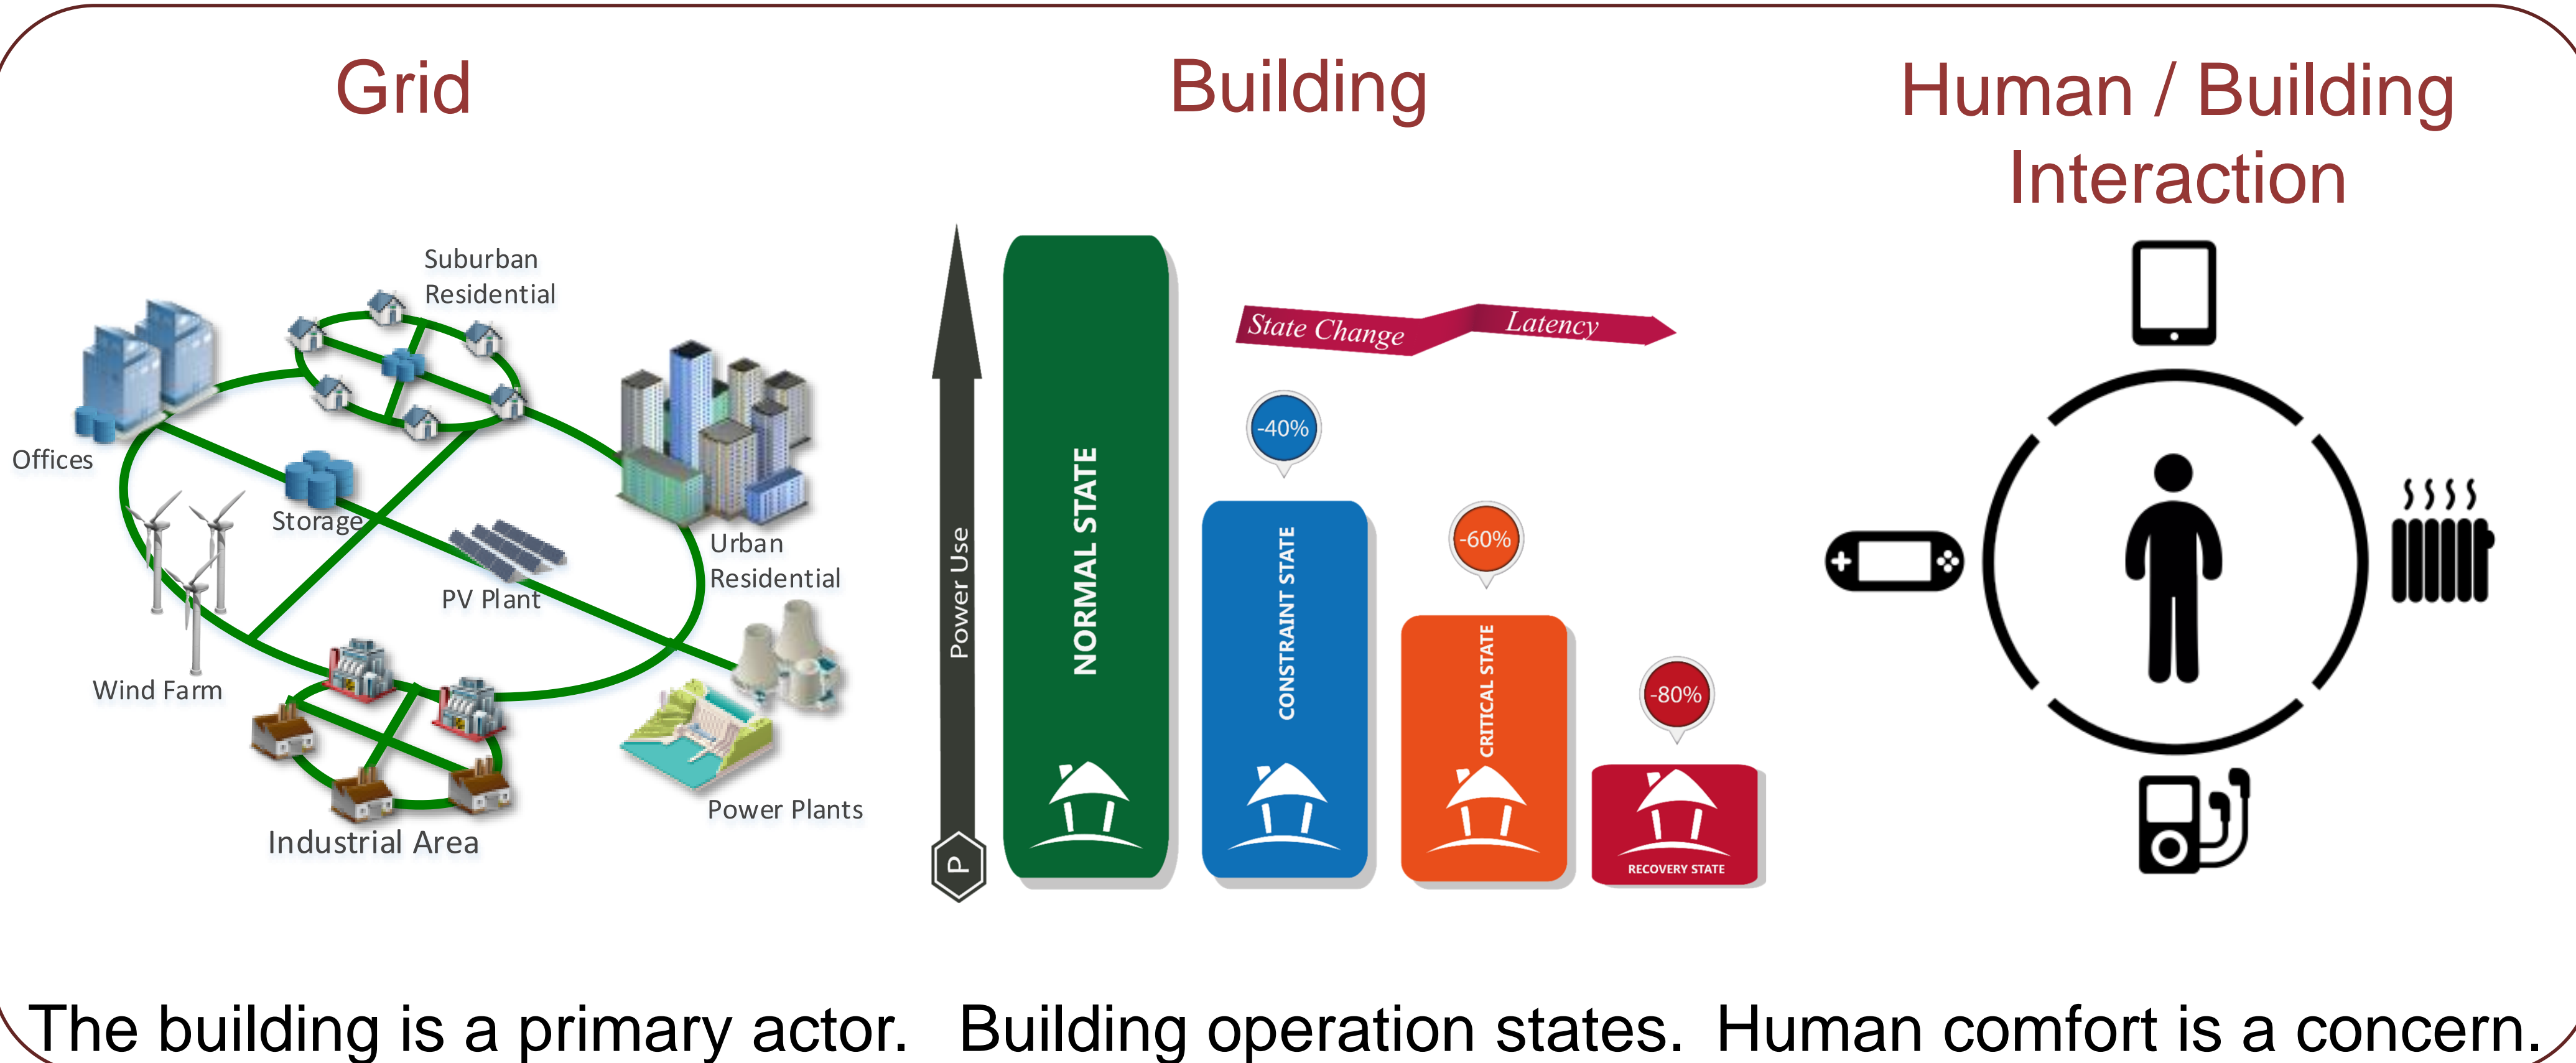 Grid
Suburban
Residential
Offices
Storage
Urban
Residential
PV Plant
Wind Farm
Power Plants
Industrial Area
The building is a primary actor.
Building
Power Use
P
NORMAL STATE
State Change
Latency
-40%
CONSTRAINT STATE
-60%
CRITICAL STATE
-80%
RECOVERY STATE
Building operation states.
Human / Building
Interaction
Human comfort is a concern.